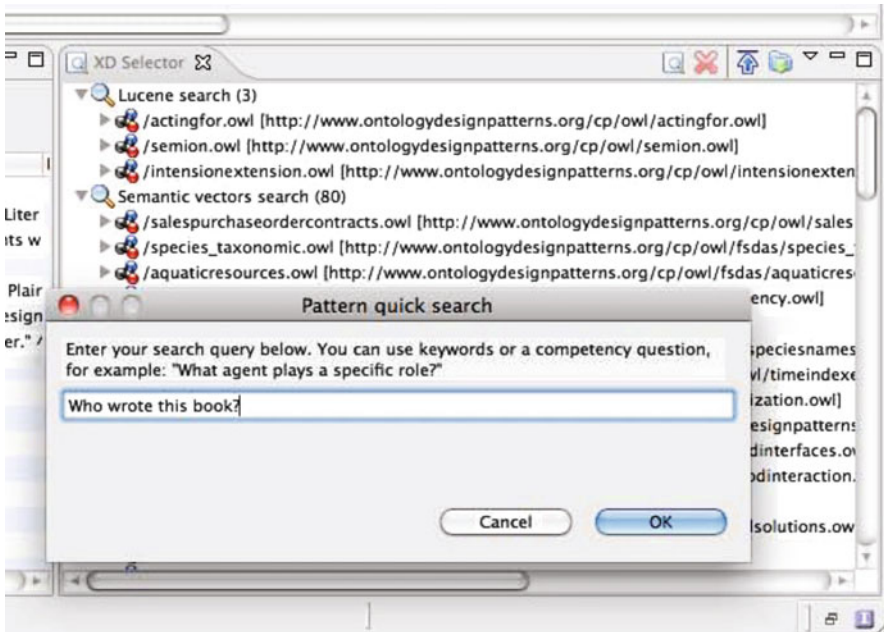 XD Selector
Lucene search (3)
/actingfor.owl [http://www.ontologydesignpatterns.org/cp/owl/actingfor.owl]
/semion.owl [http://www.ontologydesignpatterns.org/cp/owl/semion.owl]
/intensionextension.owl [http://www.ontologydesignpatterns.org/cp/owl/intensionexten
Semantic vectors search (80)
/salespurchaseordercontracts.owl [http://www.ontologydesignpatterns.org/cp/owl/sales
/species_taxonomic.owl [http://www.ontologydesignpatterns.org/cp/owl/fsdas/species_
/aquaticresources.owl [http://www.ontologydesignpatterns.org/cp/owl/fsdas/aquaticres
Liter
nts w
Plair
esign
er." /
ency.owl]
speciesnames
wl/timeindexe
ization.owl]
esignpatterns
dinterfaces.ow
odinteraction.
lsolutions.ow
Pattern quick search
Enter your search query below. You can use keywords or a competency question,
for example: "What agent plays a specific role?"
Who wrote this book?
Cancel
OK